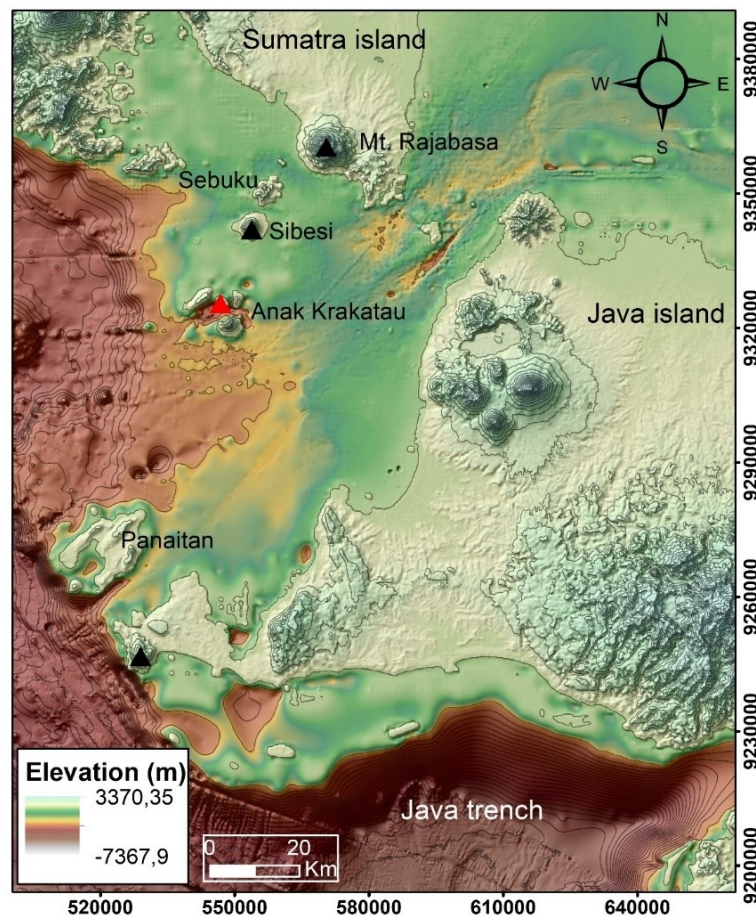 Sumatra island
N
W
E
S
Mt. Rajabasa
Sebuku
Sibesi
Anak Krakatau
Java island
Panaitan
Java trench
Elevation (m)
3370,35
-7367,9
0
20
Km
9380000
9350000
9320000
9290000
9260000
9230000
9200000
520000
550000
580000
610000
640000